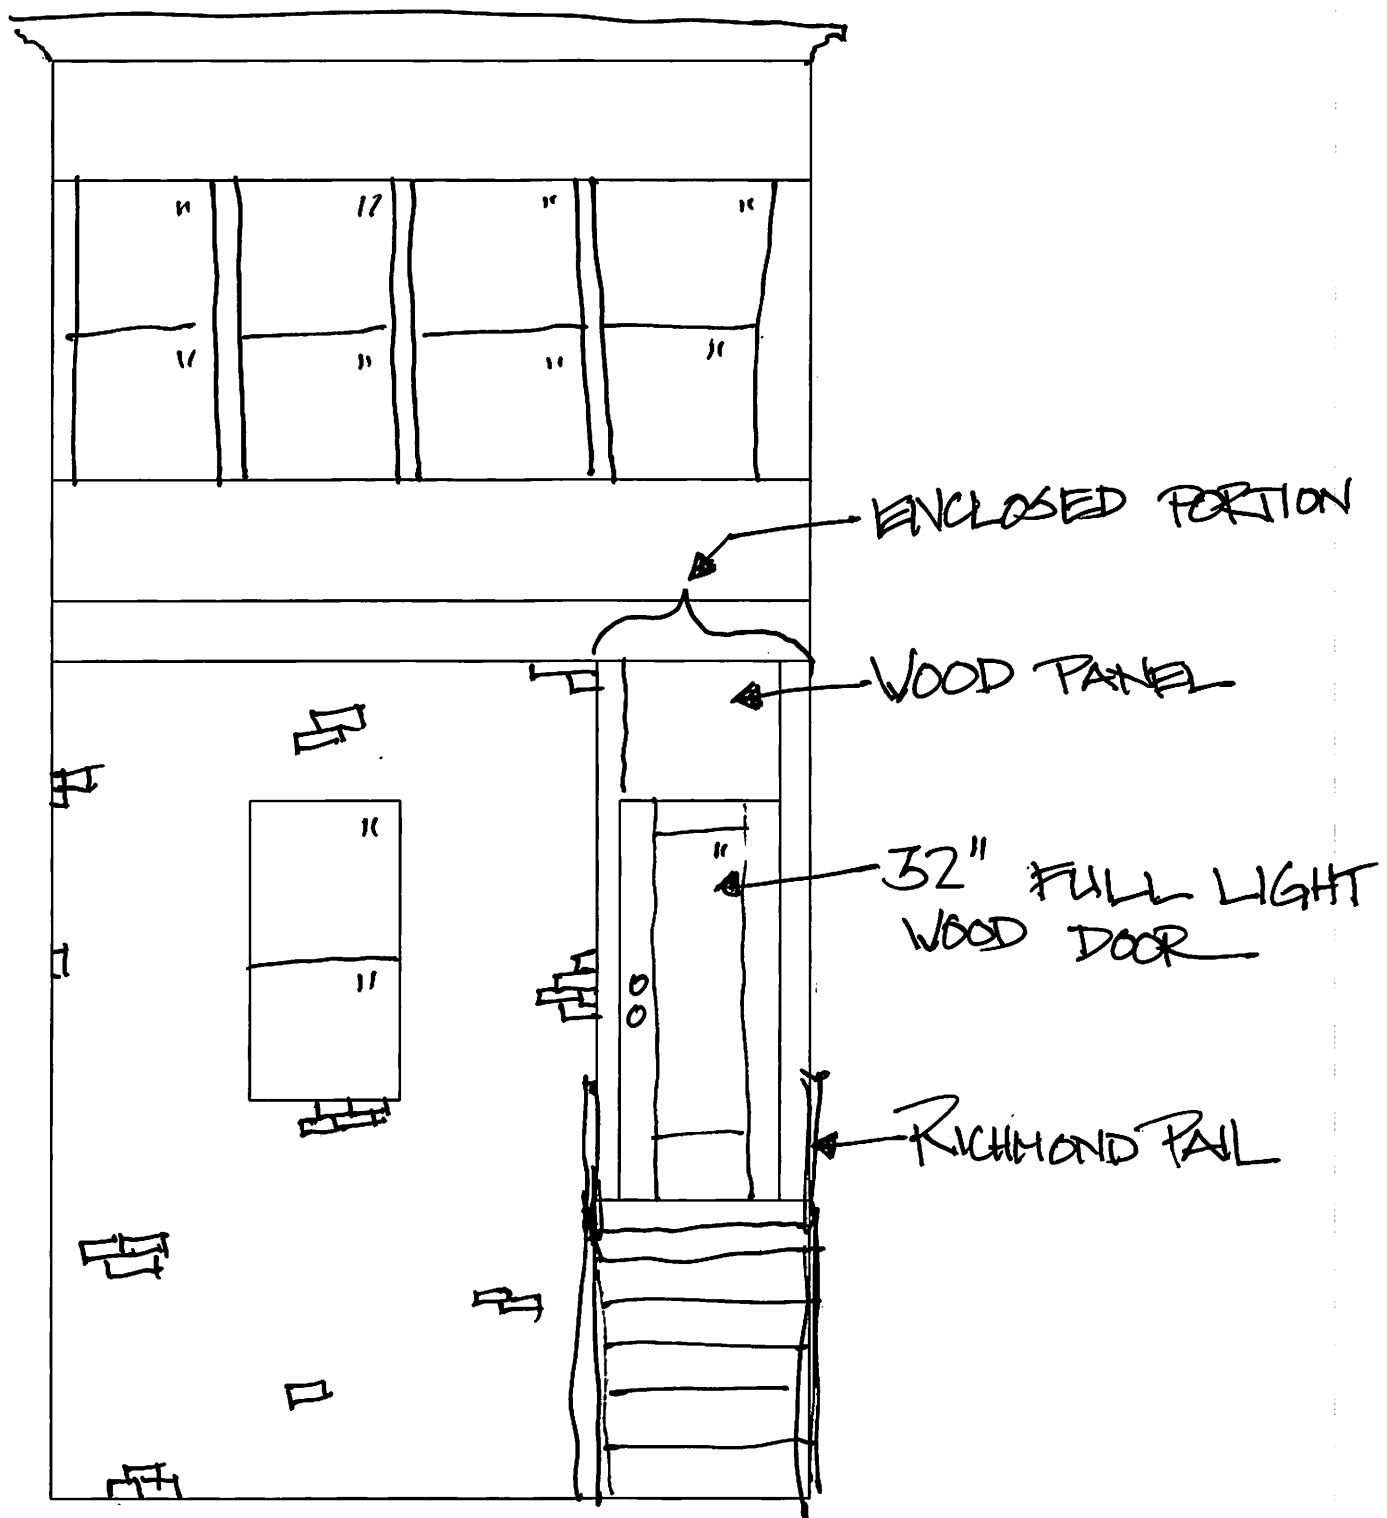 ENCLOSED PORTION
WOOD PANEL
32" FULL LIGHT
WOOD DOOR
RICHMOND RAIL